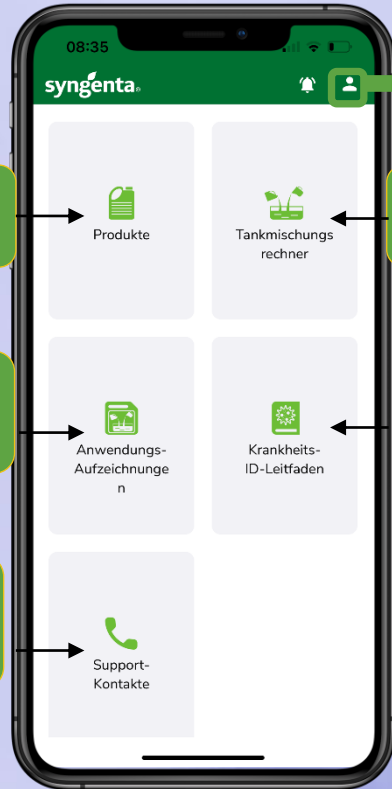 08:35
syngenta®
Produkte
Tankmischungs
rechner
Anwendungs-
Aufzeichnunge
n
Krankheits-
ID-Leitfaden
Support-
Kontakte